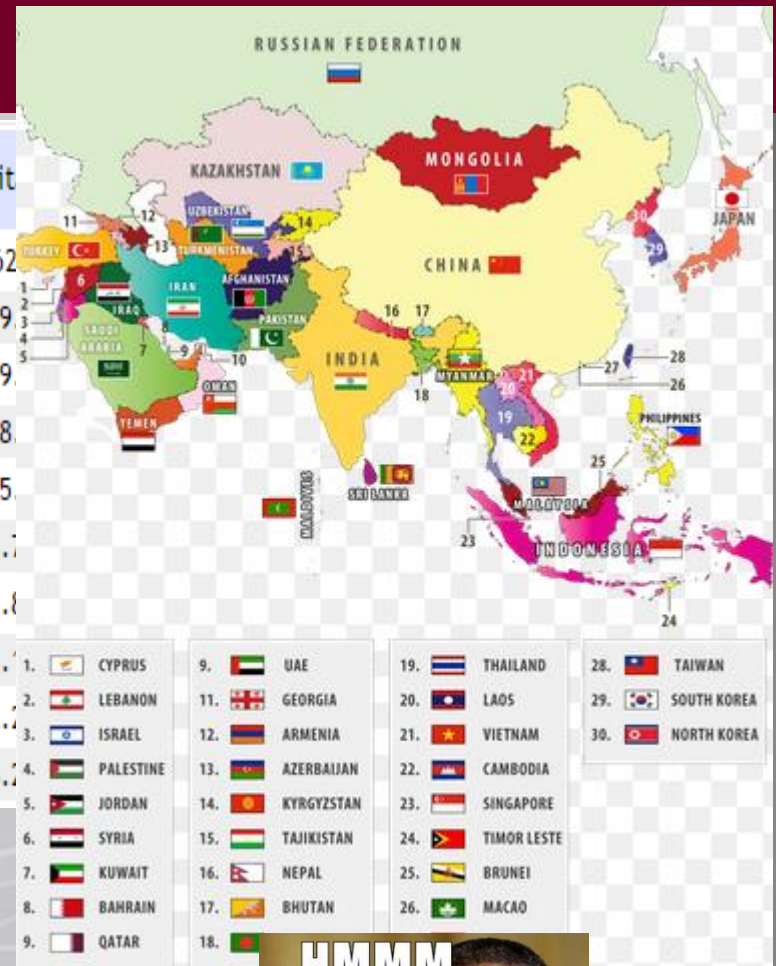 RUSSIAN FEDERATION
KAZAKHSTAN
MONGOLIA
UZBEKISTAN
14
11
12
13
TURKEY
TURKMENISTAN
15
30
JAPAN
29
CHINA
6
IRAN
AFGHANISTAN
1
2
3
4
5
IRAQ
PAKISTAN
SAUDI
ARABIA
8
7
9
10
16
17
INDIA
MYANMAR
18
21
20
27
28
26
OMAN
YEMEN
19
22
PHILIPPINES
25
SRI LANKA
MALDIVES
MALAYSIA
23
INDONESIA
24
1. CYPRUS
2. LEBANON
3. ISRAEL
4. PALESTINE
5. JORDAN
6. SYRIA
7. KUWAIT
8. BAHRAIN
9. QATAR
9. UAE
11. GEORGIA
12. ARMENIA
13. AZERBAIJAN
14. KYRGYZSTAN
15. TAJIKISTAN
16. NEPAL
17. BHUTAN
18.
19. THAILAND
20. LAOS
21. VIETNAM
22. CAMBODIA
23. SINGAPORE
24. TIMOR LESTE
25. BRUNEI
26. MACAO
28. TAIWAN
29. SOUTH KOREA
30. NORTH KOREA
HMMM